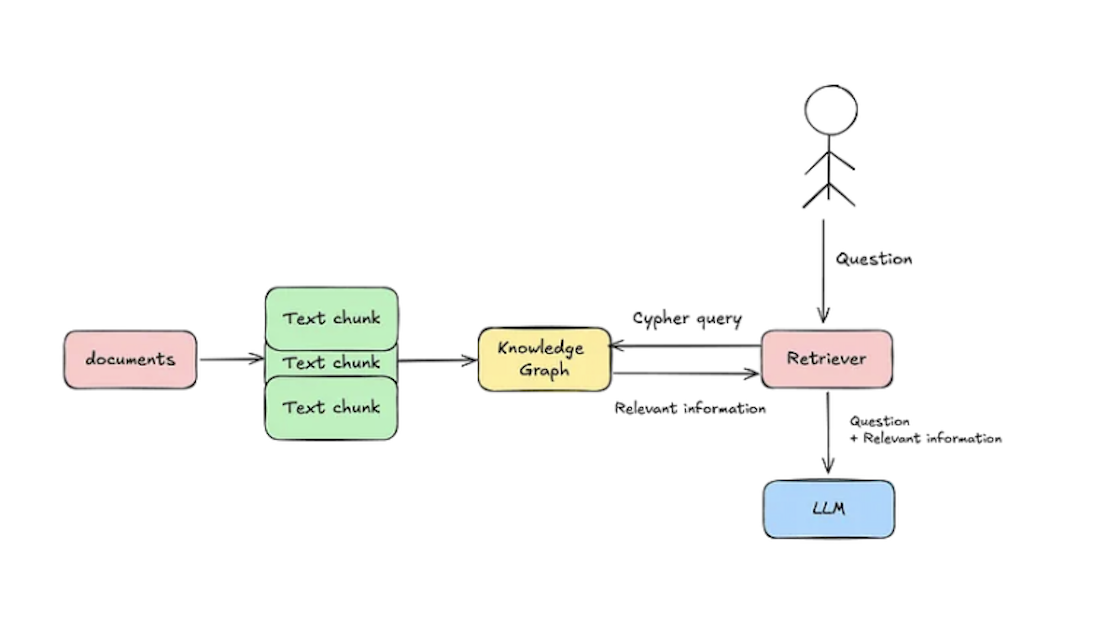 Question
Cypher query
documents
Text chunk
Text chunk
Text chunk
Knowledge
Graph
Retriever
Relevant information
Question
+ Relevant information
LLM